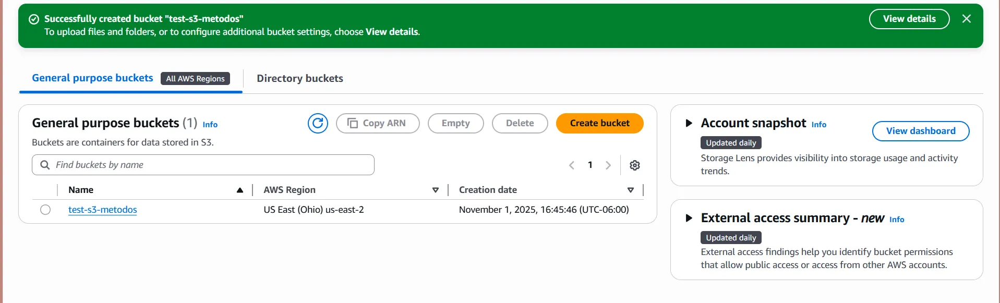 Successfully created bucket "test-s3-metodos"
To upload files and folders, or to configure additional bucket settings, choose View details.
View details
General purpose buckets All AWS Regions
Directory buckets
General purpose buckets (1) Info
Copy ARN
Empty
Delete
Create bucket
Buckets are containers for data stored in S3.
Find buckets by name
1
Name AWS Region Creation date
test-s3-metodos US East (Ohio) us-east-2 November 1, 2025, 16:45:46 (UTC-06:00)
Account snapshot Info
View dashboard
Updated daily
Storage Lens provides visibility into storage usage and activity
trends.
External access summary - new Info
Updated daily
External access findings help you identify bucket permissions
that allow public access or access from other AWS accounts.